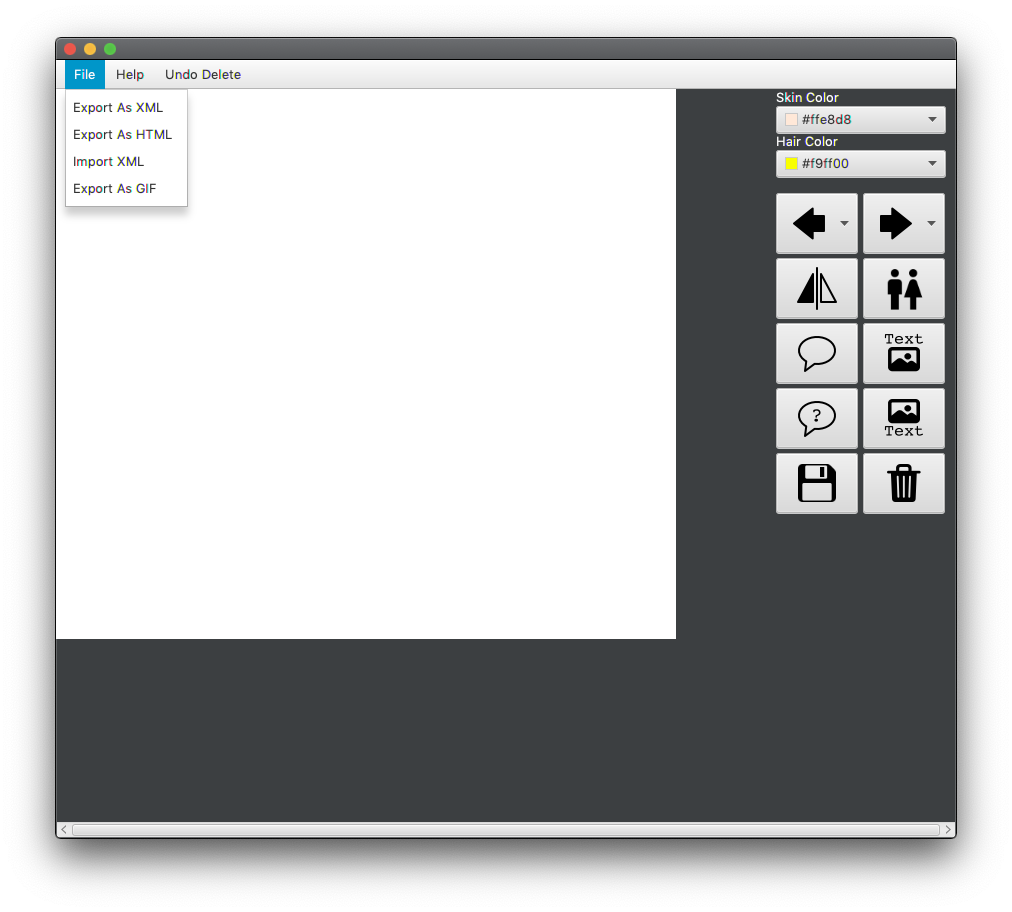 File Help Undo Delete
Export As XML
Export As HTML
Import XML
Export As GIF
Skin Color
#ffe8d8
Hair Color
#f9ff00
Text
?
Text